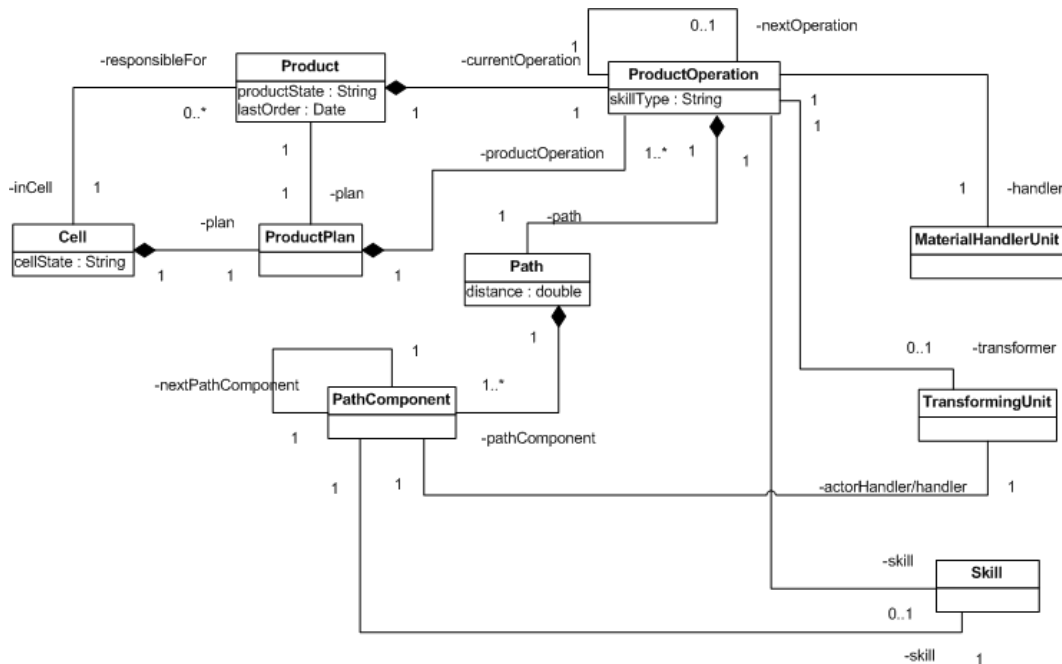 0..1
-nextOperation
1
-responsibleFor
Product
-currentOperation
ProductOperation
productState : String
lastOrder : Date
skillType : String
0..*
1
1
1
1
1
-productOperation
1..*
1
1
-inCell
1
1
-plan
-plan
1
-path
1
-handler
Cell
cellState : String
ProductPlan
MaterialHandlerUnit
1
1
1
Path
distance : double
1
1
0..1
-transformer
-nextPathComponent
1..*
PathComponent
TransformingUnit
1
-pathComponent
1
1
-actorHandler/handler
1
-skill
Skill
0..1
-skill
1